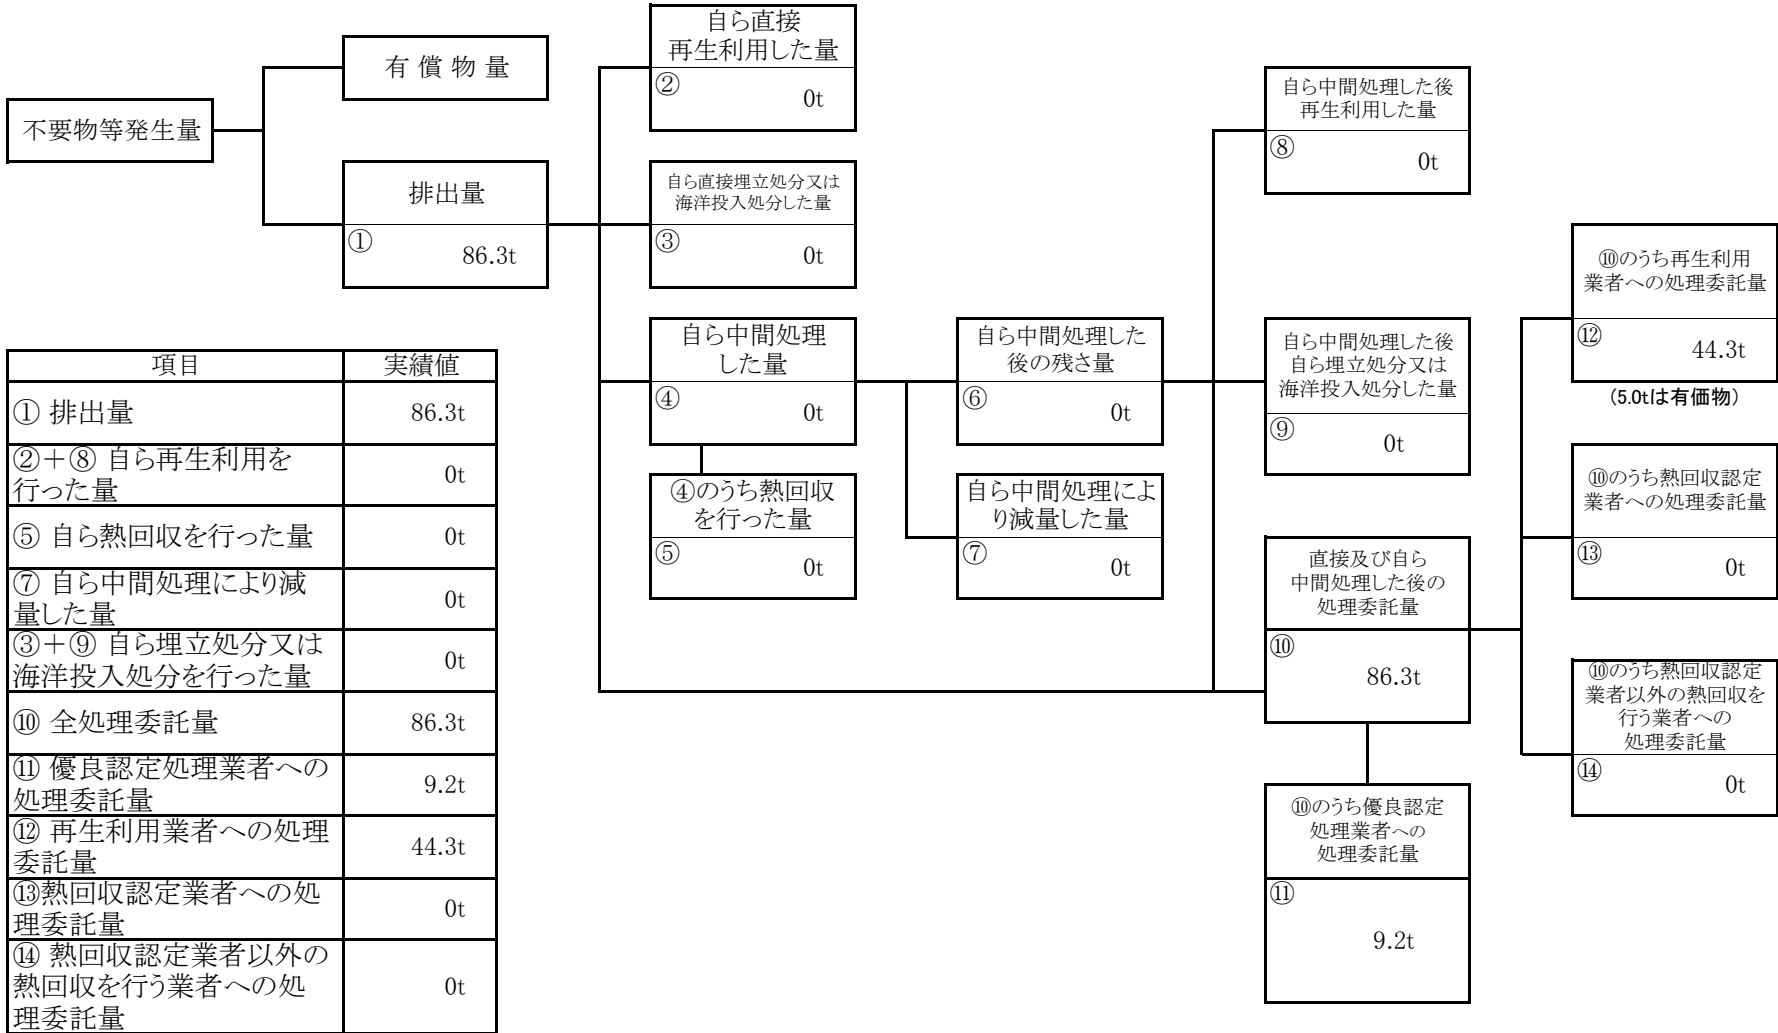 不要物等発生量
有 償 物 量
排出量
①
86.3t
自ら直接
再生利用した量
②
0t
自ら直接埋立処分又は
海洋投入処分した量
③
0t
自ら中間処理
した量
④
0t
④のうち熱回収
を行った量
⑤
0t
自ら中間処理した
後の残さ量
⑥
0t
自ら中間処理によ
り減量した量
⑦
0t
自ら中間処理した後
再生利用した量
⑧
0t
自ら中間処理した後
自ら埋立処分又は
海洋投入処分した量
⑨
0t
直接及び自ら
中間処理した後の
処理委託量
⑩
86.3t
⑩のうち優良認定
処理業者への
処理委託量
⑪
9.2t
⑩のうち再生利用
業者への処理委託量
⑫
44.3t
(5.0tは有価物)
⑩のうち熱回収認定
業者への処理委託量
⑬
0t
⑩のうち熱回収認定
業者以外の熱回収を
行う業者への
処理委託量
⑭
0t
項目 実績値
① 排出量 86.3t
②+⑧ 自ら再生利用を
行った量 0t
⑤ 自ら熱回収を行った量 0t
⑦ 自ら中間処理により減
量した量 0t
③+⑨ 自ら埋立処分又は
海洋投入処分を行った量 0t
⑩ 全処理委託量 86.3t
⑪ 優良認定処理業者への
処理委託量 9.2t
⑫ 再生利用業者への処理
委託量 44.3t
⑬熱回収認定業者への処
理委託量 0t
⑭ 熱回収認定業者以外の
熱回収を行う業者への処
理委託量 0t